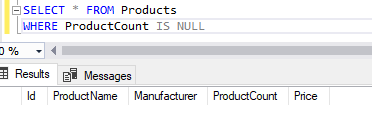 SELECT * FROM Products
WHERE ProductCount IS NULL
0 %
Results Messages
Id ProductName Manufacturer ProductCount Price